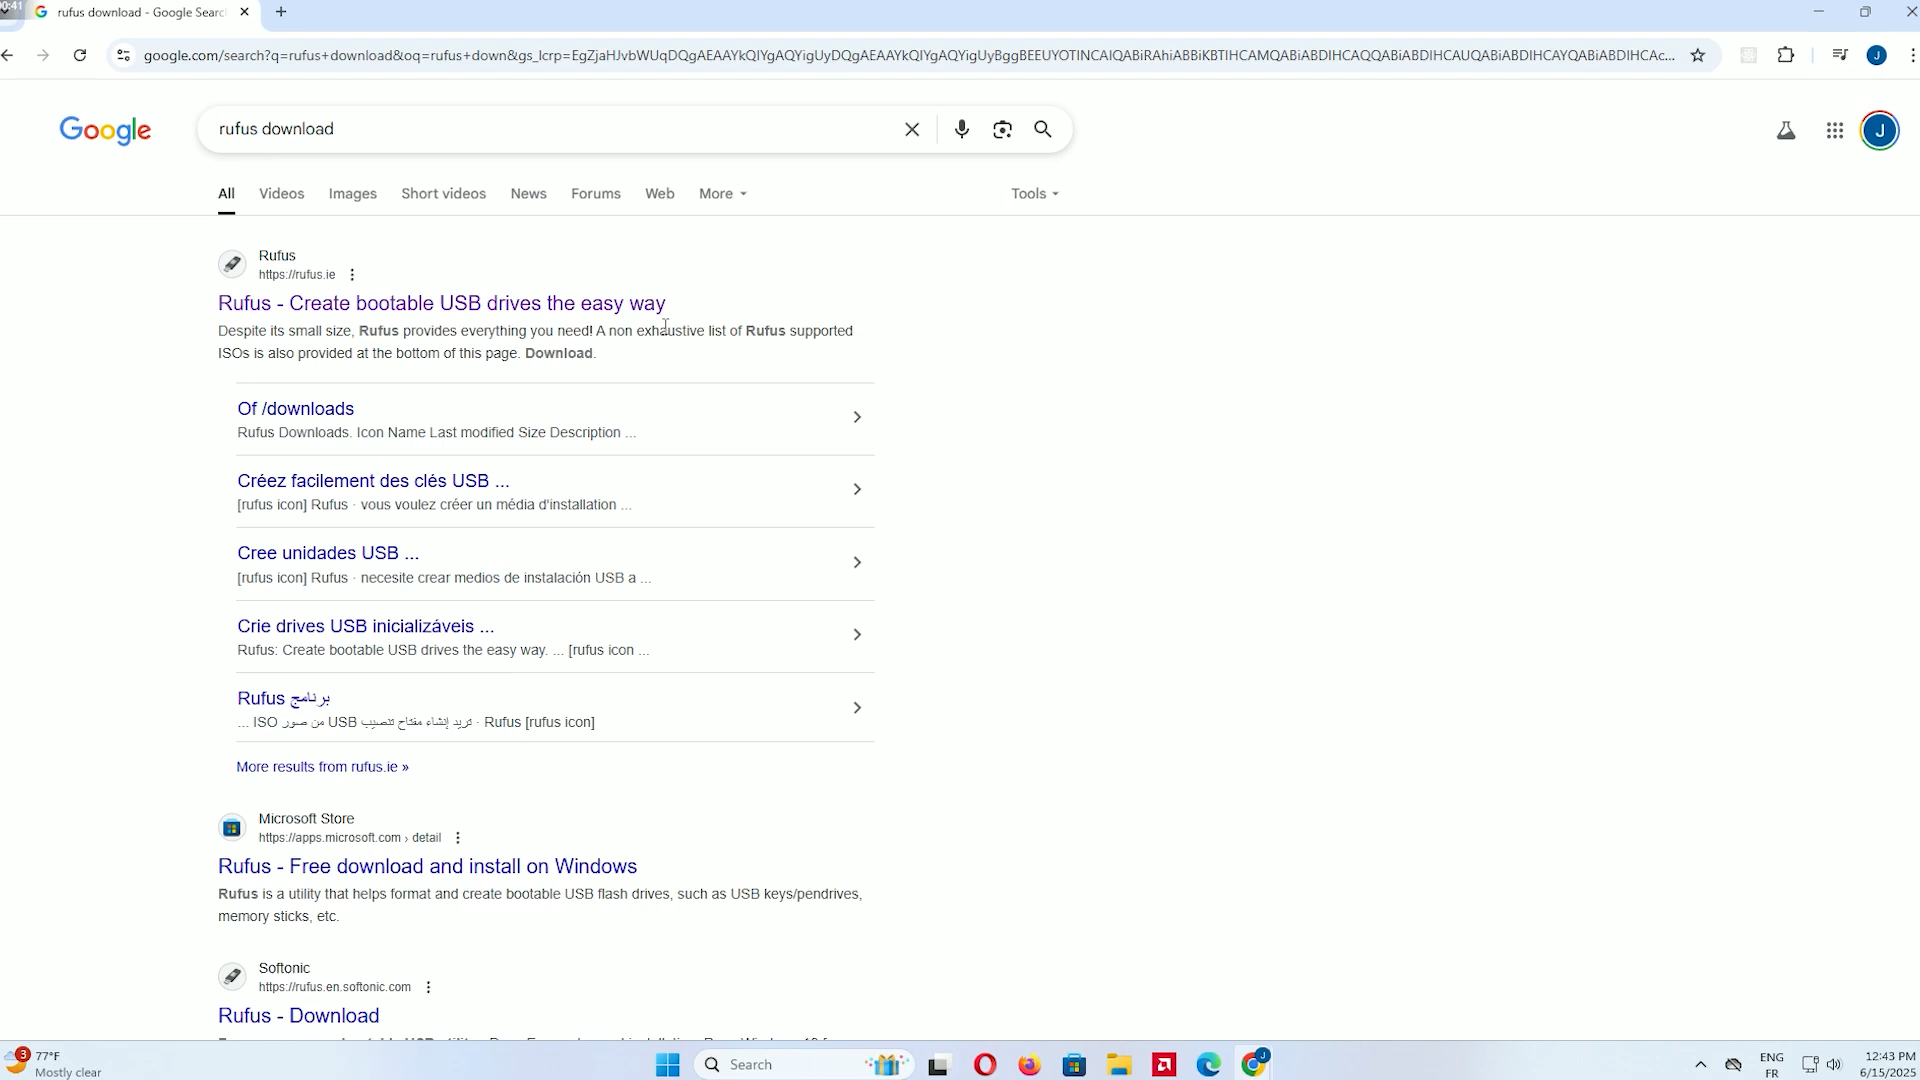 0:41
rufus download - Google Searc
google.com/search?q=rufus+download&oq=rufus+down&gs_lcrp=EgZjaHJvbWUqDQgAEAAYkQIYgAQYigUyDQgAEAAYkQIYgAQYigUyBggBEEUYOTINCAIQABiRAhiABBiKBTIHCAMQABiABDIHCAQQABiABDIHCAUQABiABDIHCAYQABiABDIHCAc...
J
Google
rufus download
J
All Videos Images Short videos News Forums Web More Tools
Rufus
https://rufus.ie
Rufus - Create bootable USB drives the easy way
Despite its small size, Rufus provides everything you need! A non exhaustive list of Rufus supported
ISOs is also provided at the bottom of this page. Download.
Of /downloads
Rufus Downloads. Icon Name Last modified Size Description ...
Créez facilement des clés USB ...
[rufus icon] Rufus · vous voulez créer un média d'installation ...
Cree unidades USB ...
[rufus icon] Rufus · necesite crear medios de instalación USB a ...
Crie drives USB inicializáveis ...
Rufus: Create bootable USB drives the easy way. ... [rufus icon ...
برنامج Rufus
[rufus icon] Rufus · تريد إنشاء مفتاح تنصيب USB من صور ISO ...
More results from rufus.ie »
Microsoft Store
https://apps.microsoft.com › detail
Rufus - Free download and install on Windows
Rufus is a utility that helps format and create bootable USB flash drives, such as USB keys/pendrives,
memory sticks, etc.
Softonic
https://rufus.en.softonic.com
Rufus - Download
3
77°F
Mostly clear
Search
J
ENG
FR
12:43 PM
6/15/2025